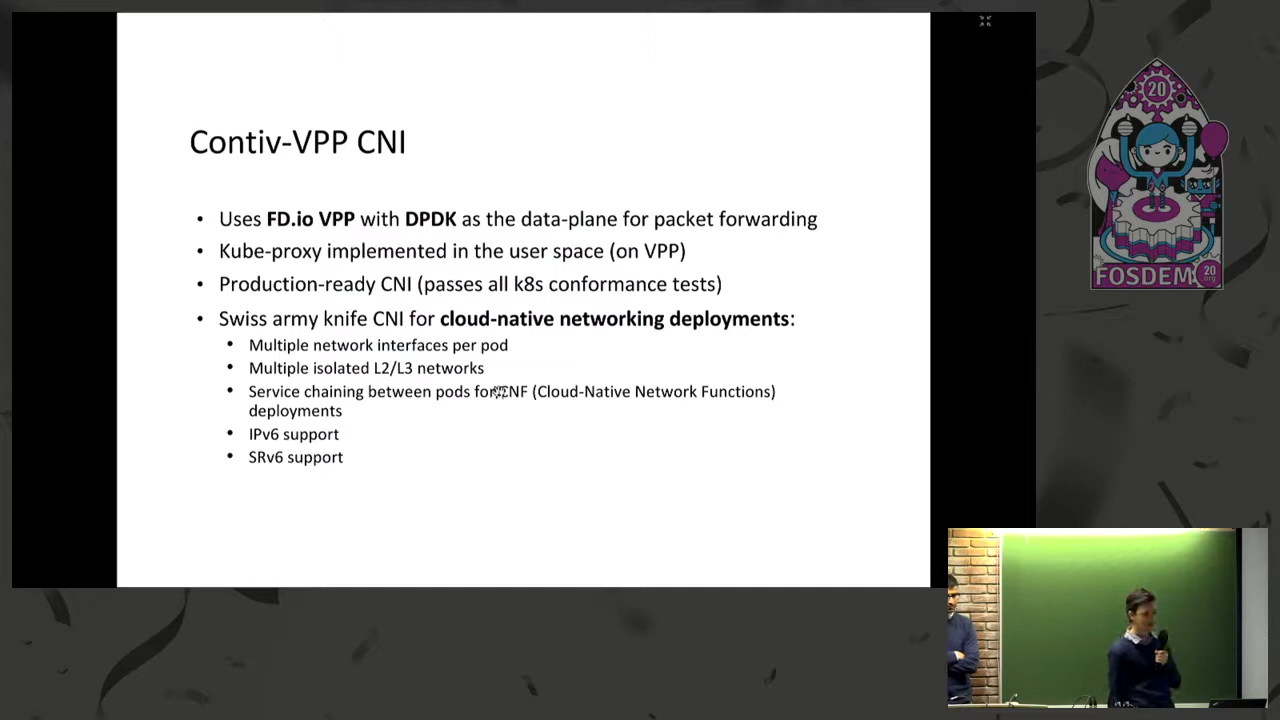 Contiv-VPP CNI
• Uses FD.io VPP with DPDK as the data-plane for packet forwarding
• Kube-proxy implemented in the user space (on VPP)
• Production-ready CNI (passes all k8s conformance tests)
• Swiss army knife CNI for cloud-native networking deployments:
• Multiple network interfaces per pod
• Multiple isolated L2/L3 networks
• Service chaining between pods for CNF (Cloud-Native Network Functions)
deployments
• IPv6 support
• SRv6 support
20
FOSDEM
20
.org